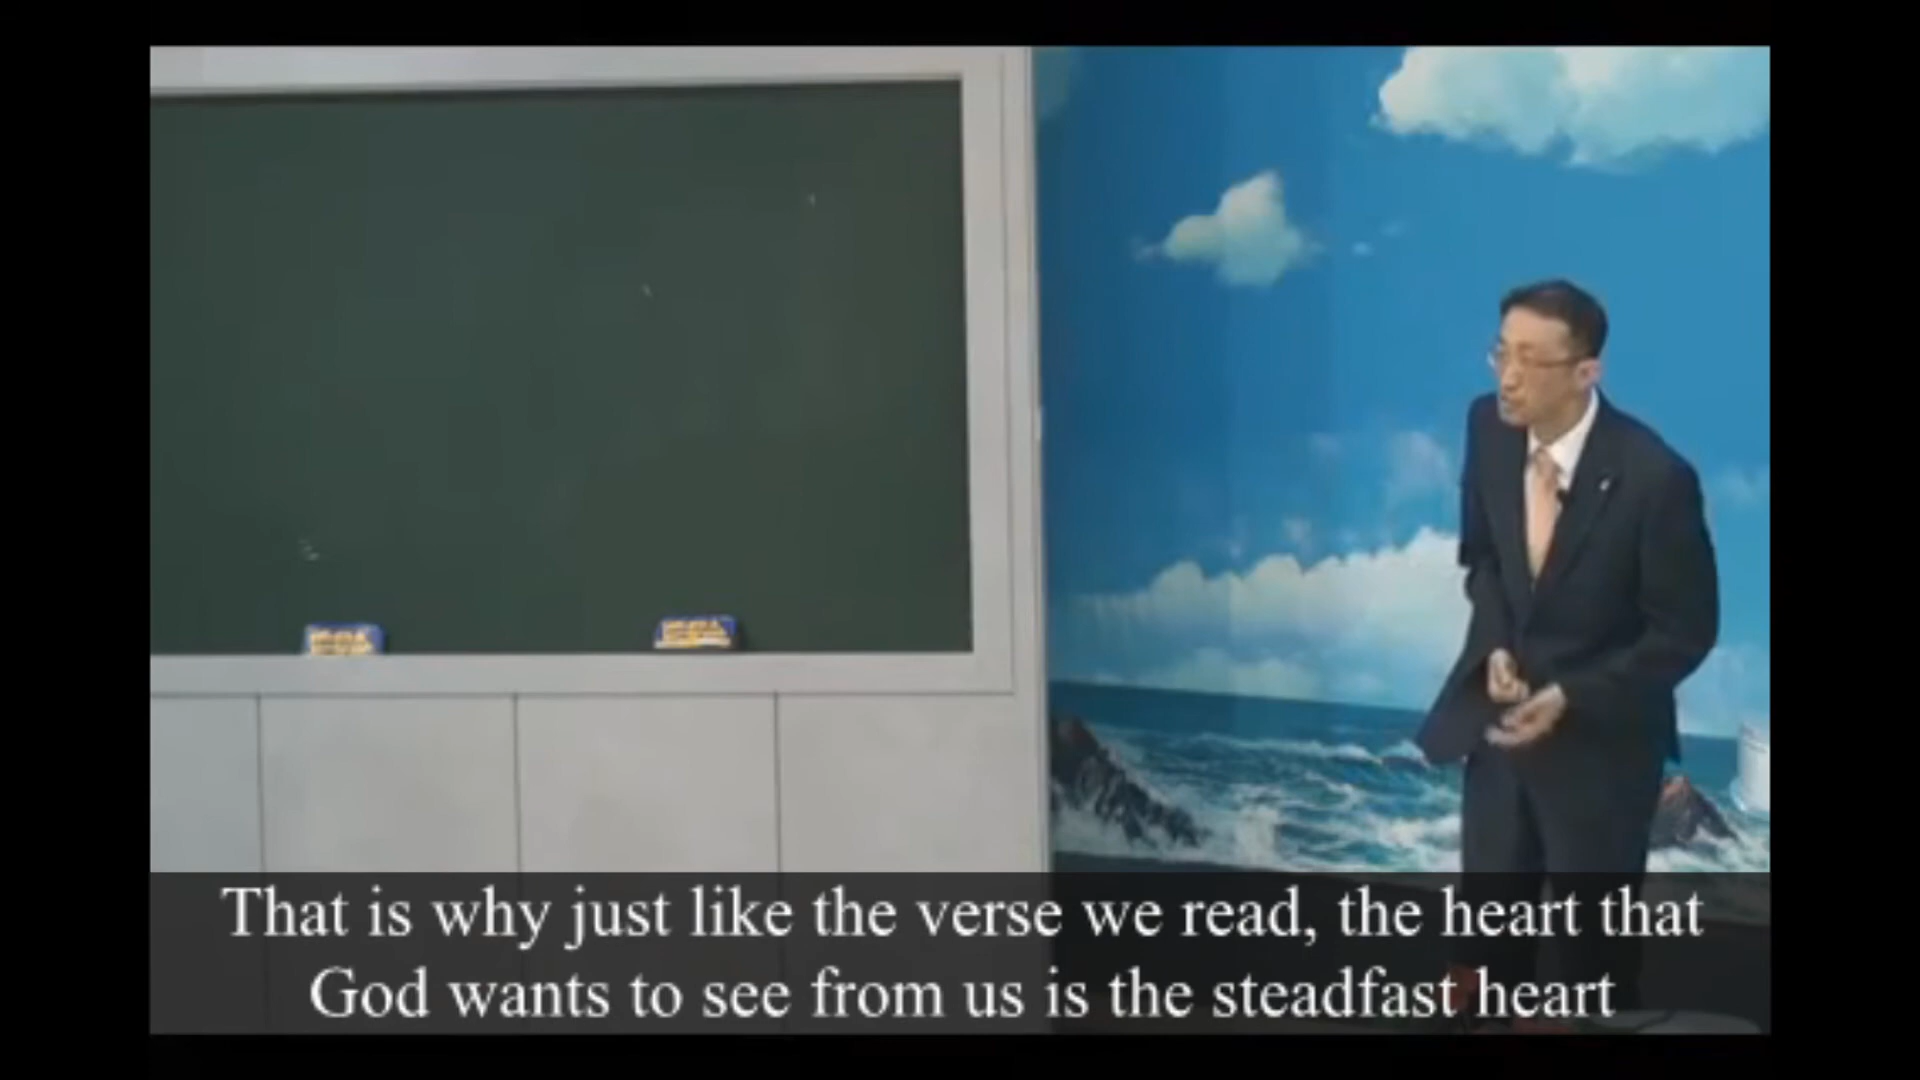 That is why just like the verse we read, the heart that
God wants to see from us is the steadfast heart